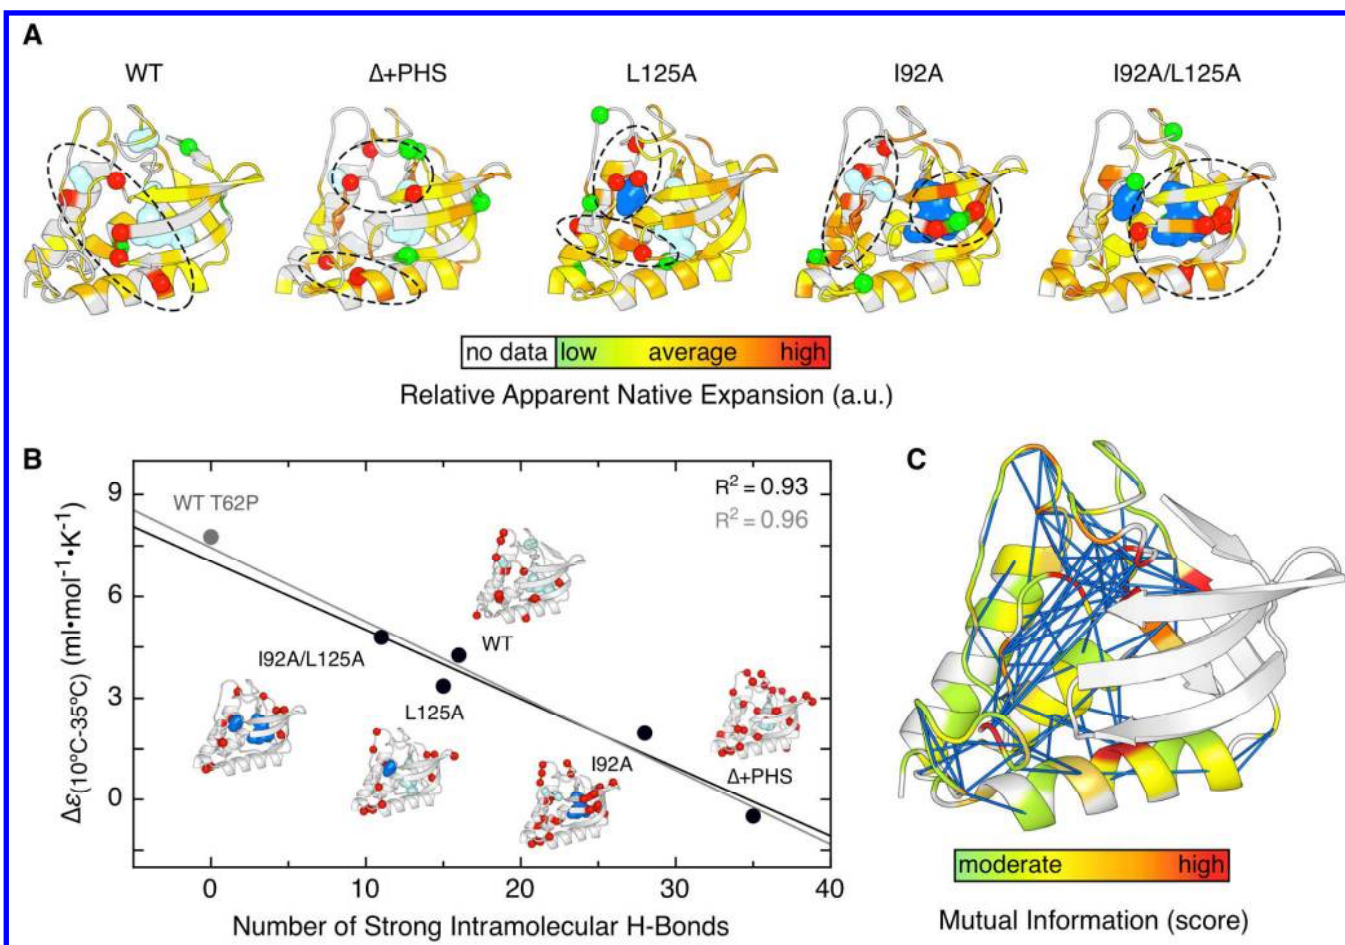 A
WT
Δ+PHS
L125A
I92A
I92A/L125A
no data low average high
Relative Apparent Native Expansion (a.u.)
B
Δε(10ºC-35ºC) (ml•mol-1•K-1)
9
6
3
0
WT T62P
R2 = 0.93
R2 = 0.96
WT
I92A/L125A
L125A
I92A
Δ+PHS
0 10 20 30 40
Number of Strong Intramolecular H-Bonds
C
moderate high
Mutual Information (score)